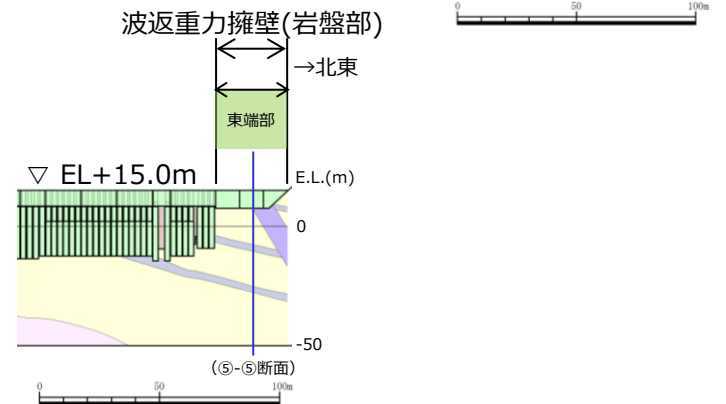 波返重力擁壁(岩盤部)
0 50 100m
→北東
東端部
▽ EL+15.0m
E.L.(m)
0
-50
(⑤-⑤断面)
0 50 100m